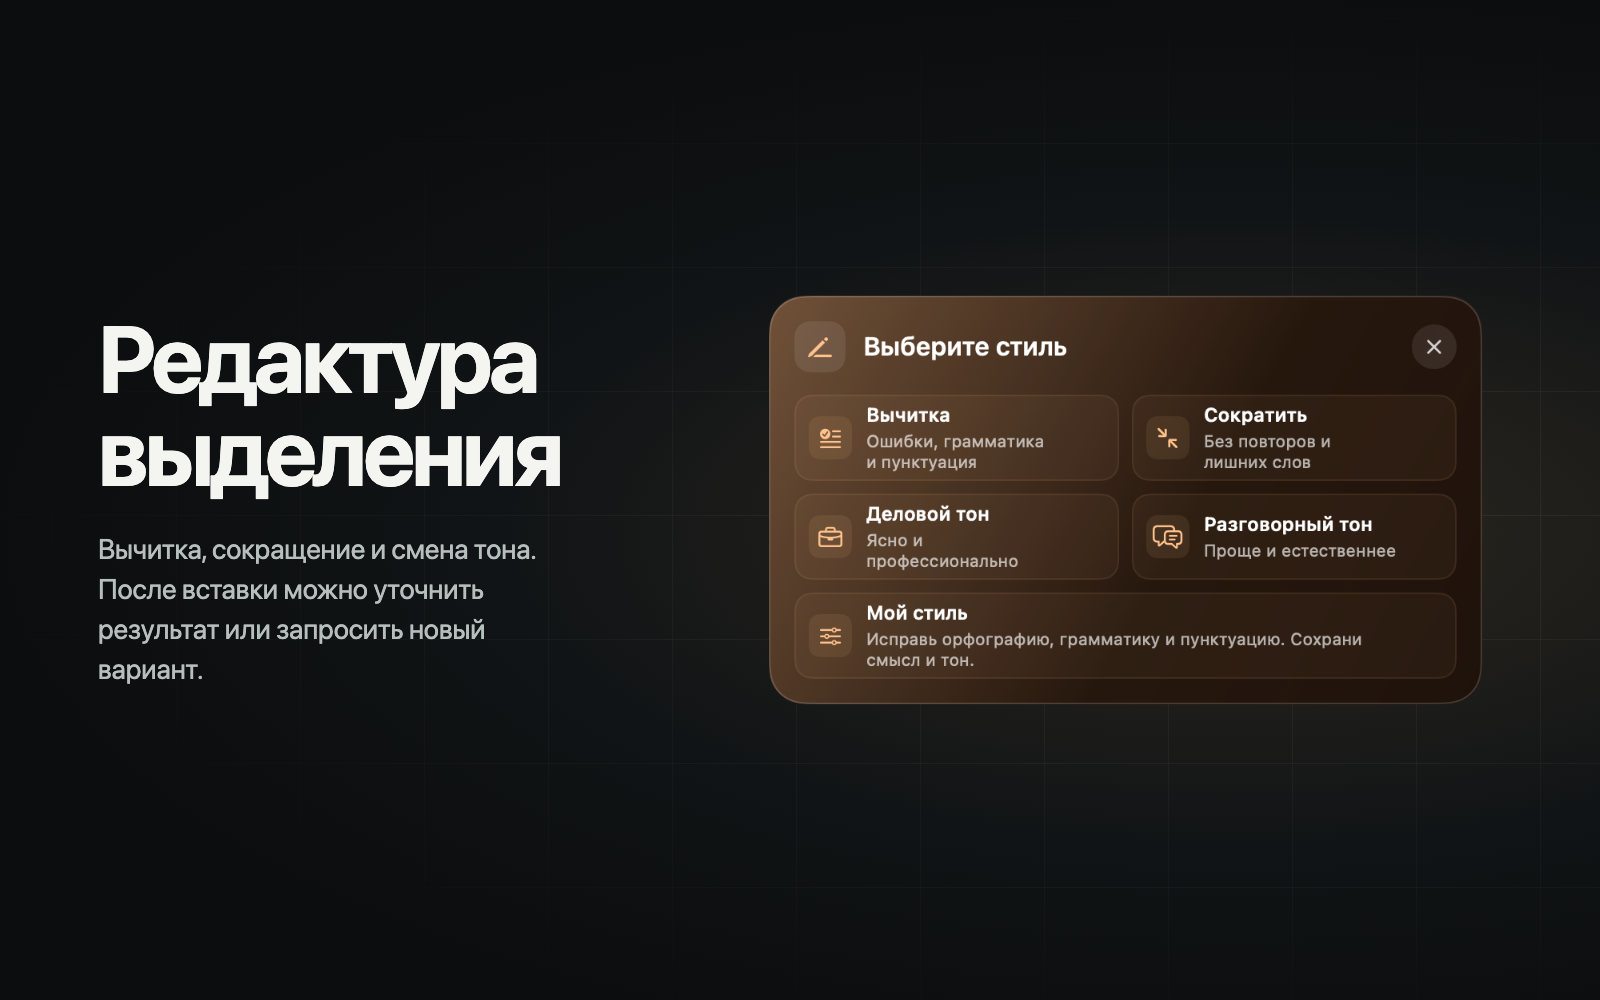 Редактура
выделения
Вычитка, сокращение и смена тона.
После вставки можно уточнить
результат или запросить новый
вариант.
Выберите стиль
Вычитка
Ошибки, грамматика
и пунктуация
Сократить
Без повторов и
лишних слов
Деловой тон
Ясно и
профессионально
Разговорный тон
Проще и естественнее
Мой стиль
Исправь орфографию, грамматику и пунктуацию. Сохрани
смысл и тон.